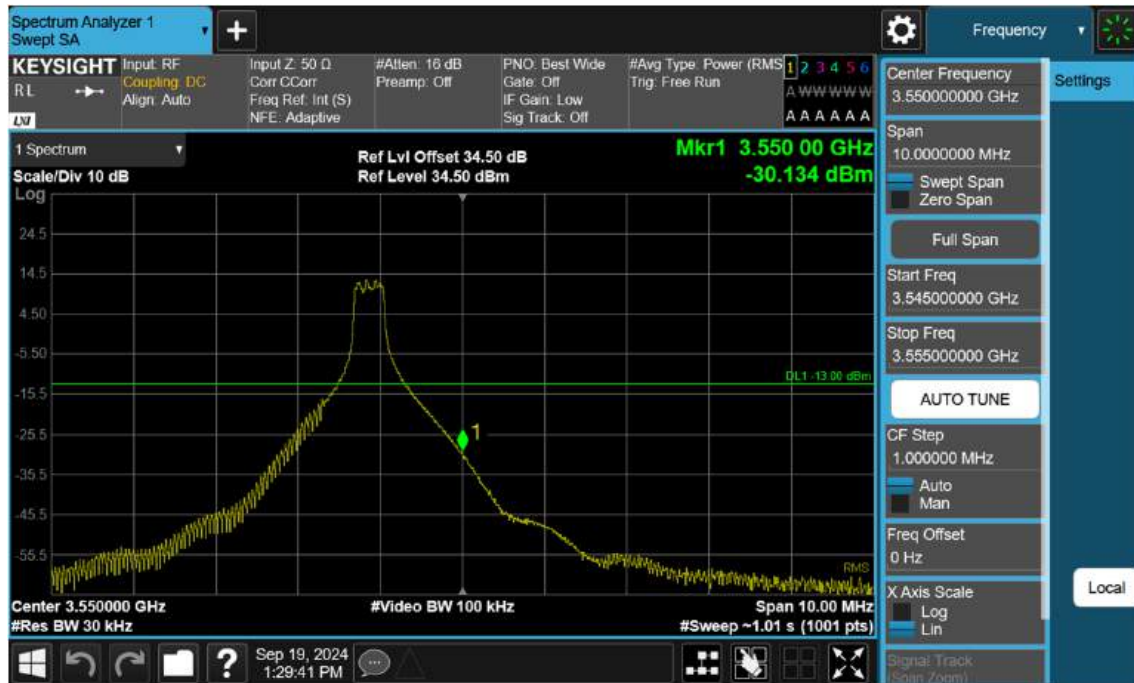 Spectrum Analyzer 1
Swept SA
+
Frequency
KEYSIGHT
RL
LXI
Input: RF
Coupling: DC
Align: Auto
Input Z: 50 Ω
Corr CCorr
Freq Ref: Int (S)
NFE: Adaptive
#Atten: 16 dB
Preamp: Off
PNO: Best Wide
Gate: Off
IF Gain: Low
Sig Track: Off
#Avg Type: Power (RMS
Trig: Free Run
1 2 3 4 5 6
A W W W W W
A A A A A A
1 Spectrum
Scale/Div 10 dB
Ref Lvl Offset 34.50 dB
Ref Level 34.50 dBm
Mkr1 3.550 00 GHz
-30.134 dBm
Log
24.5
14.5
4.50
-5.50
-15.5
-25.5
-35.5
-45.5
-55.5
DL1 -13.00 dBm
1
RMS
Center 3.550000 GHz
#Res BW 30 kHz
#Video BW 100 kHz
Span 10.00 MHz
#Sweep ~1.01 s (1001 pts)
?
Sep 19, 2024
1:29:41 PM
Center Frequency
3.550000000 GHz
Settings
Span
10.0000000 MHz
Swept Span
Zero Span
Full Span
Start Freq
3.545000000 GHz
Stop Freq
3.555000000 GHz
AUTO TUNE
CF Step
1.000000 MHz
Auto
Man
Freq Offset
0 Hz
X Axis Scale
Log
Lin
Local
Signal Track
(Span Zoom)